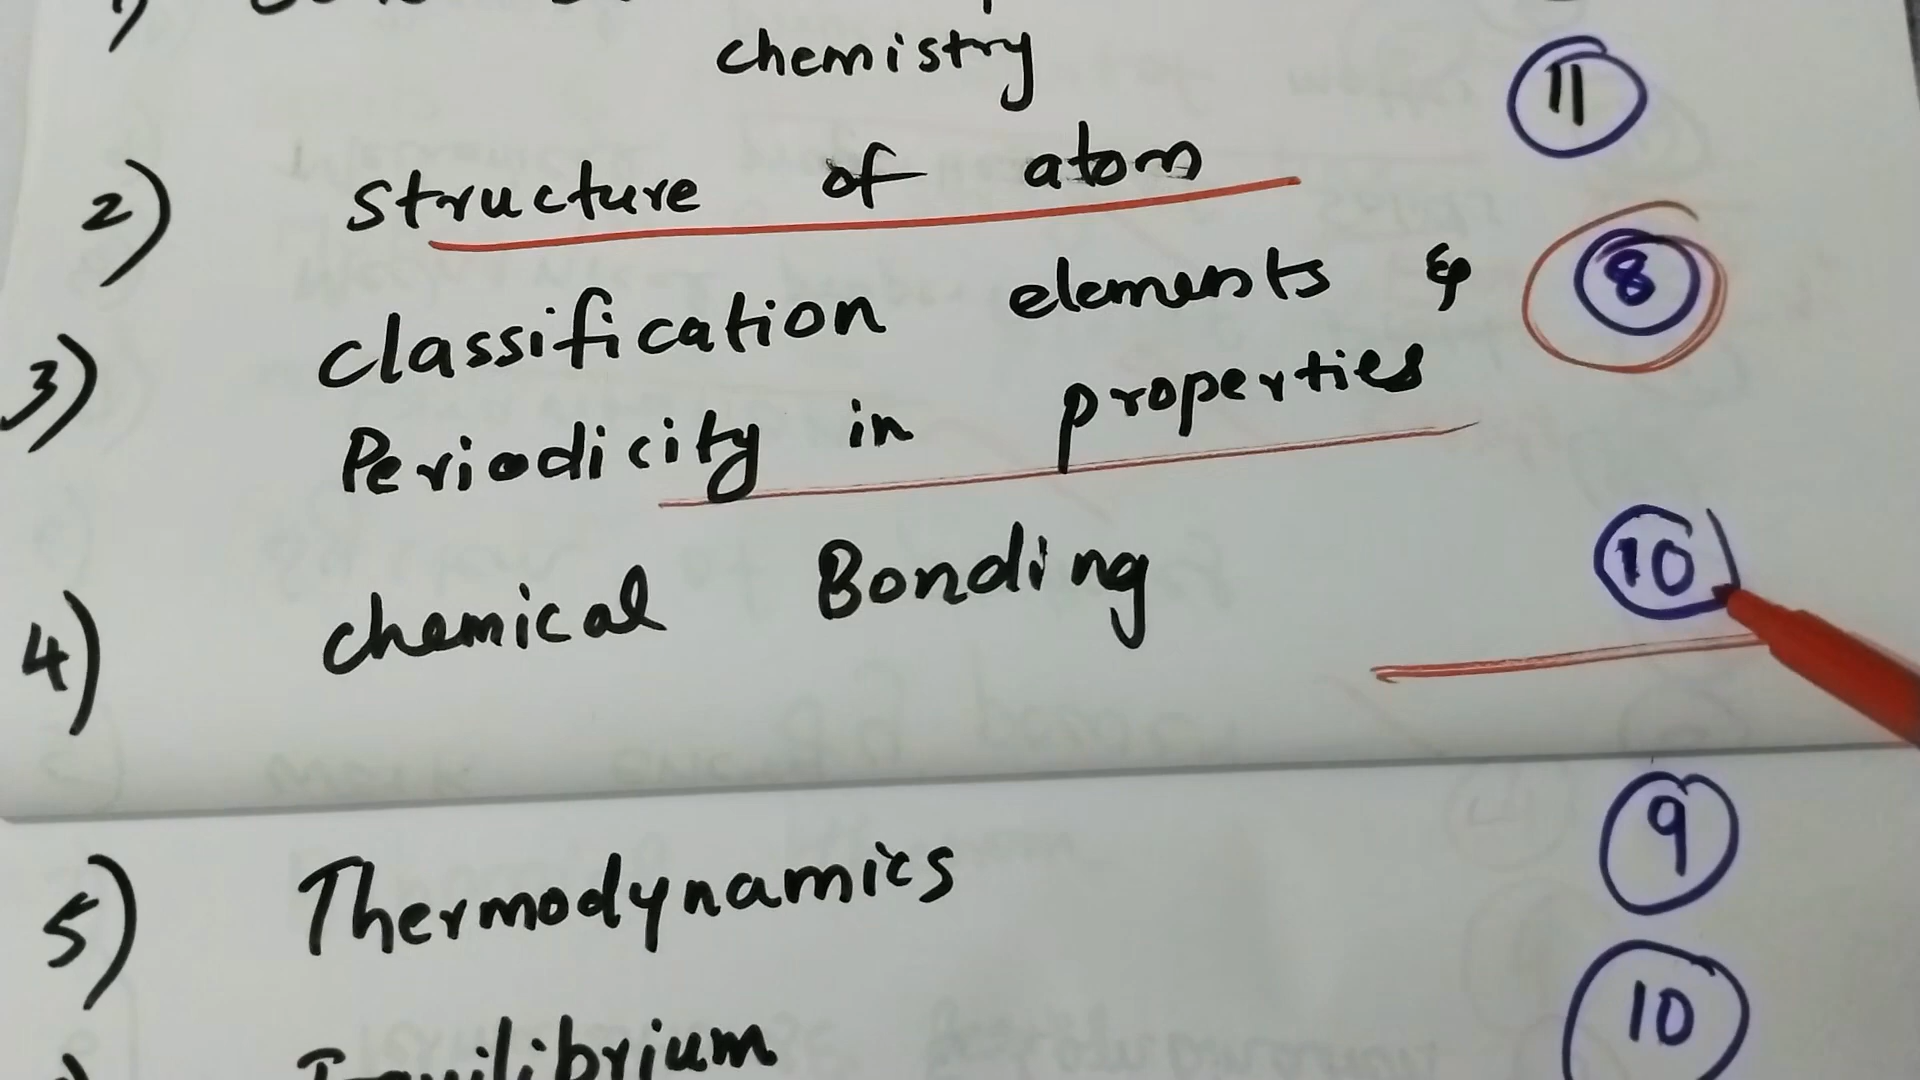 chemistry
11
2) structure of atom
8
3) classification elements &
Periodicity in properties
10
4) chemical Bonding
9
5) Thermodynamics
10
Equilibrium